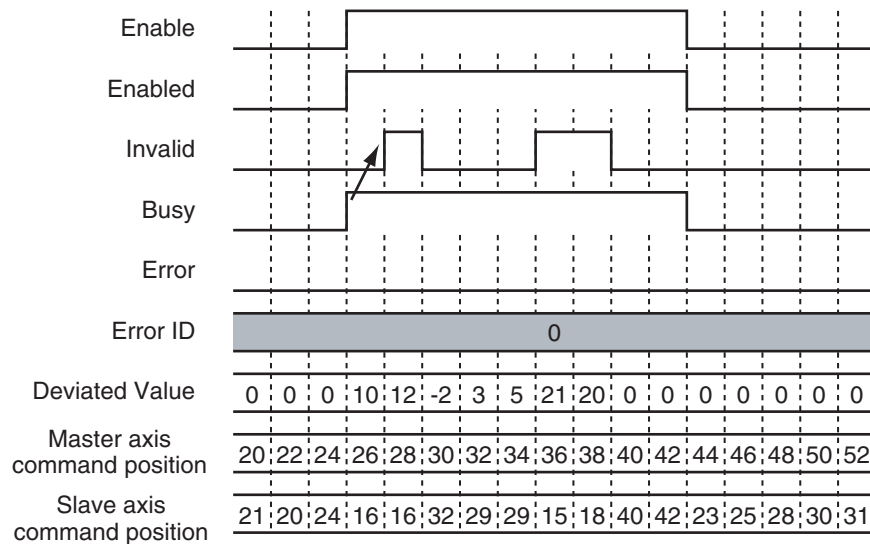 Enable
Enabled
Invalid
Busy
Error
Error ID
0
Deviated Value
0 0 0 10 12 -2 3 5 21 20 0 0 0 0 0 0 0
Master axis
command position
20 22 24 26 28 30 32 34 36 38 40 42 44 46 48 50 52
Slave axis
command position
21 20 24 16 16 32 29 29 15 18 40 42 23 25 28 30 31